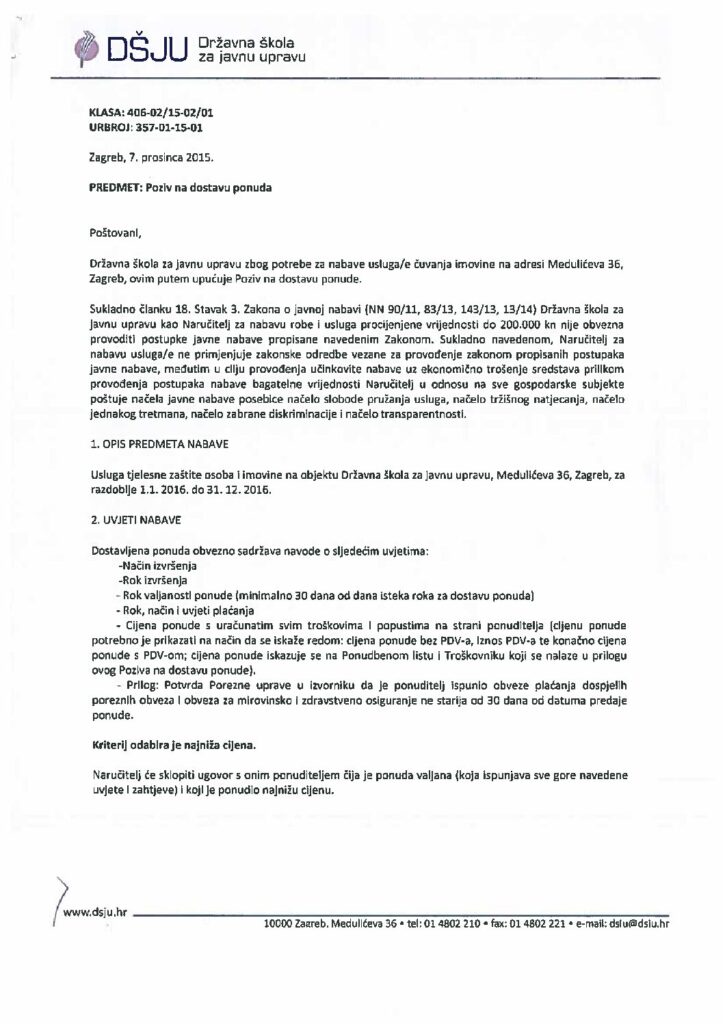 DŠJU Državna škola
za javnu upravu
KLASA: 406-02/15-02/01
URBROJ: 357-01-15-01
Zagreb, 7. prosinca 2015.
PREDMET: Poziv na dostavu ponuda
Poštovani,
Državna škola za javnu upravu zbog potrebe za nabave usluga/e čuvanja imovine na adresi Medulićeva 36,
Zagreb, ovim putem upućuje Poziv na dostavu ponude.
Sukladno članku 18. Stavak 3. Zakona o javnoj nabavi (NN 90/11, 83/13, 143/13, 13/14) Državna škola za
javnu upravu kao Naručitelj za nabavu robe i usluga procijenjene vrijednosti do 200.000 kn nije obvezna
provoditi postupke javne nabave propisane navedenim Zakonom. Sukladno navedenom, Naručitelj za
nabavu usluga/e ne primjenjuje zakonske odredbe vezane za provođenje zakonom propisanih postupaka
javne nabave, međutim u cilju provođenja učinkovite nabave uz ekonomično trošenje sredstava prilikom
provođenja postupaka nabave bagatelne vrijednosti Naručitelj u odnosu na sve gospodarske subjekte
poštuje načela javne nabave posebice načelo slobode pružanja usluga, načelo tržišnog natjecanja, načelo
jednakog tretmana, načelo zabrane diskriminacije i načelo transparentnosti.
1. OPIS PREDMETA NABAVE
Usluga tjelesne zaštite osoba i imovine na objektu Državna škola za javnu upravu, Medulićeva 36, Zagreb, za
razdoblje 1.1. 2016. do 31. 12. 2016.
2. UVJETI NABAVE
Dostavljena ponuda obvezno sadržava navode o sljedećim uvjetima:
-Način izvršenja
-Rok izvršenja
- Rok valjanosti ponude (minimalno 30 dana od dana isteka roka za dostavu ponuda)
- Rok, način i uvjeti plaćanja
- Cijena ponude s uračunatim svim troškovima i popustima na strani ponuditelja (cijenu ponude
potrebno je prikazati na način da se iskaže redom: cijena ponude bez PDV-a, iznos PDV-a te konačno cijena
ponude s PDV-om; cijena ponude iskazuje se na Ponudbenom listu i Troškovniku koji se nalaze u prilogu
ovog Poziva na dostavu ponude).
- Prilog: Potvrda Porezne uprave u izvorniku da je ponuditelj ispunio obveze plaćanja dospjelih
poreznih obveza i obveza za mirovinsko i zdravstveno osiguranje ne starija od 30 dana od datuma predaje
ponude.
Kriterij odabira je najniža cijena.
Naručitelj će sklopiti ugovor s onim ponuditeljem čija je ponuda valjana (koja ispunjava sve gore navedene
uvjete i zahtjeve) i koji je ponudio najnižu cijenu.
www.dsju.hr
10000 Zagreb, Medulićeva 36 • tel: 01 4802 210 • fax: 01 4802 221 • e-mail: dsju@dsju.hr